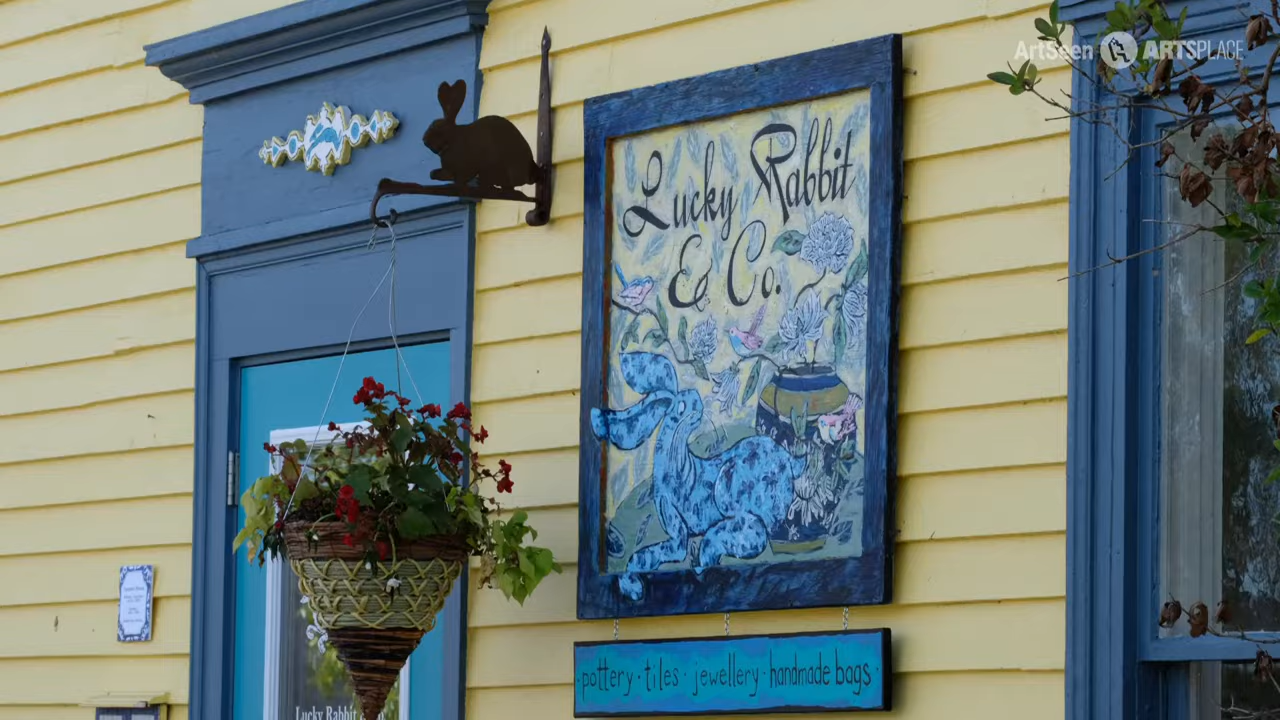 ArtSeen ARTSPLACE
Lucky Rabbit
& Co.
pottery · tiles · jewellery · handmade bags
Lucky Rabbit